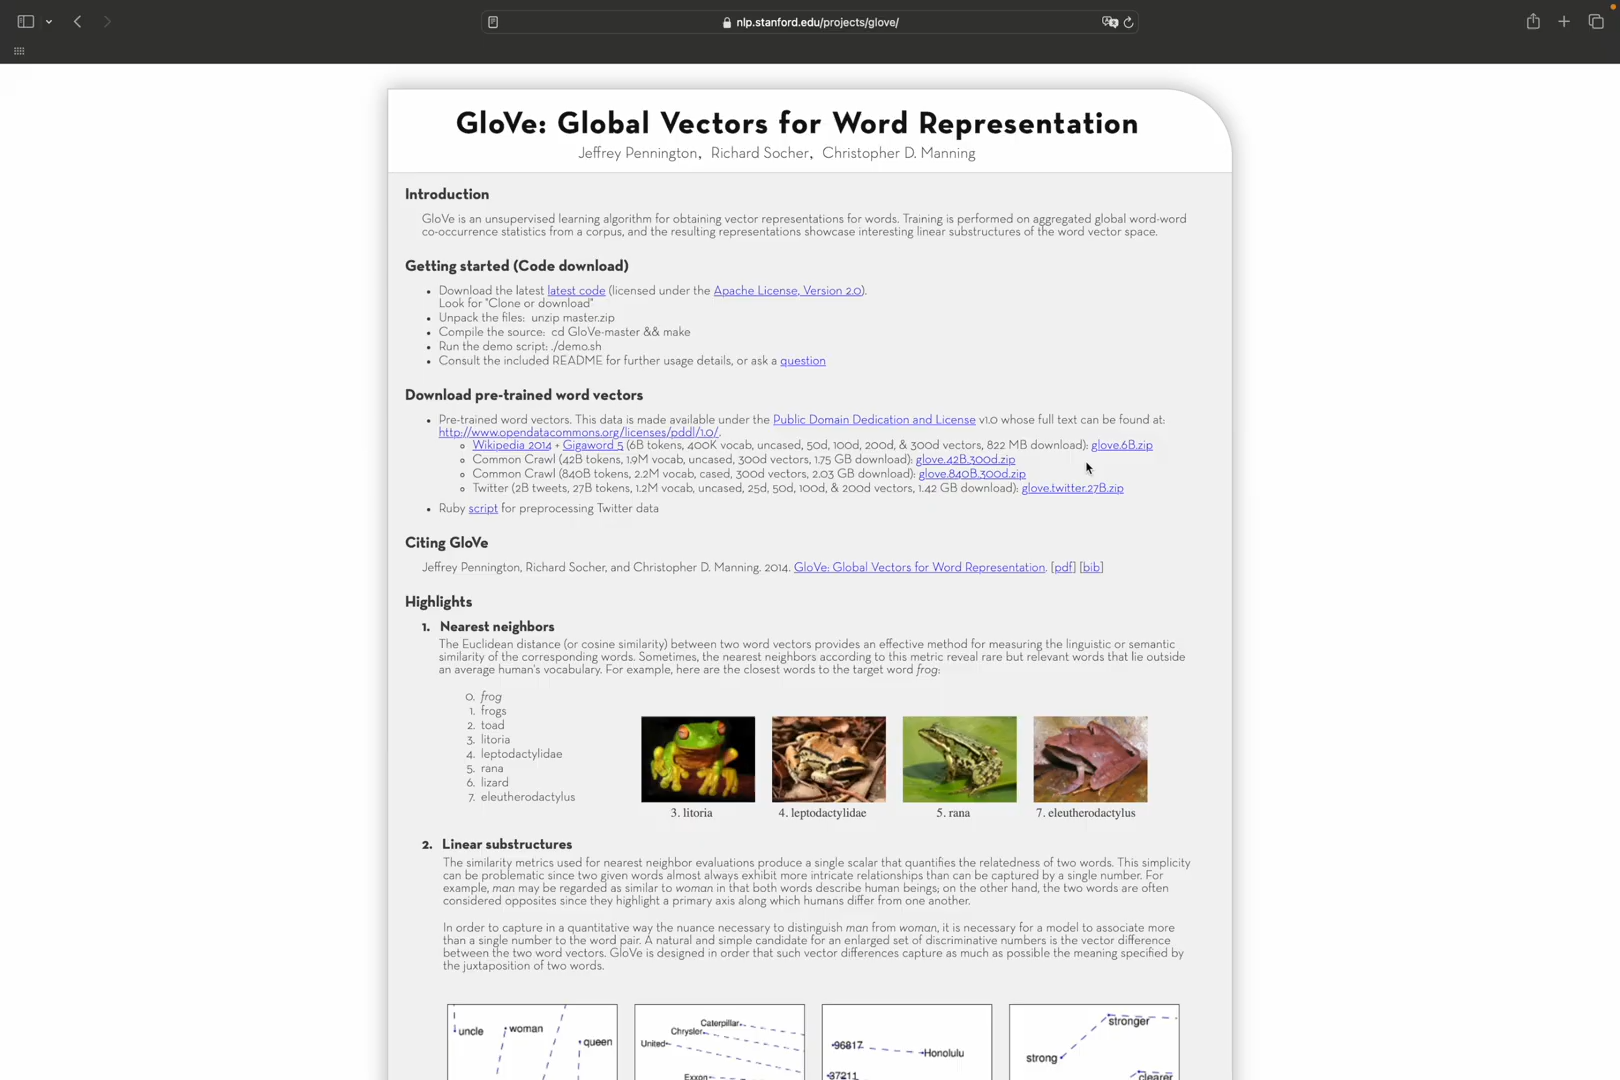 nlp.stanford.edu/projects/glove/
GloVe: Global Vectors for Word Representation
Jeffrey Pennington, Richard Socher, Christopher D. Manning
Introduction
GloVe is an unsupervised learning algorithm for obtaining vector representations for words. Training is performed on aggregated global word-word
co-occurrence statistics from a corpus, and the resulting representations showcase interesting linear substructures of the word vector space.
Getting started (Code download)
• Download the latest latest code (licensed under the Apache License, Version 2.0).
Look for "Clone or download"
• Unpack the files: unzip master.zip
• Compile the source: cd GloVe-master && make
• Run the demo script: ./demo.sh
• Consult the included README for further usage details, or ask a question
Download pre-trained word vectors
• Pre-trained word vectors. This data is made available under the Public Domain Dedication and License v1.0 whose full text can be found at:
http://www.opendatacommons.org/licenses/pddl/1.0/.
◦ Wikipedia 2014 + Gigaword 5 (6B tokens, 400K vocab, uncased, 50d, 100d, 200d, & 300d vectors, 822 MB download): glove.6B.zip
◦ Common Crawl (42B tokens, 1.9M vocab, uncased, 300d vectors, 1.75 GB download): glove.42B.300d.zip
◦ Common Crawl (840B tokens, 2.2M vocab, cased, 300d vectors, 2.03 GB download): glove.840B.300d.zip
◦ Twitter (2B tweets, 27B tokens, 1.2M vocab, uncased, 25d, 50d, 100d, & 200d vectors, 1.42 GB download): glove.twitter.27B.zip
• Ruby script for preprocessing Twitter data
Citing GloVe
Jeffrey Pennington, Richard Socher, and Christopher D. Manning. 2014. GloVe: Global Vectors for Word Representation. [pdf] [bib]
Highlights
1. Nearest neighbors
The Euclidean distance (or cosine similarity) between two word vectors provides an effective method for measuring the linguistic or semantic
similarity of the corresponding words. Sometimes, the nearest neighbors according to this metric reveal rare but relevant words that lie outside
an average human's vocabulary. For example, here are the closest words to the target word frog:
0. frog
1. frogs
2. toad
3. litoria
4. leptodactylidae
5. rana
6. lizard
7. eleutherodactylus
3. litoria
4. leptodactylidae
5. rana
7. eleutherodactylus
2. Linear substructures
The similarity metrics used for nearest neighbor evaluations produce a single scalar that quantifies the relatedness of two words. This simplicity
can be problematic since two given words almost always exhibit more intricate relationships than can be captured by a single number. For
example, man may be regarded as similar to woman in that both words describe human beings; on the other hand, the two words are often
considered opposites since they highlight a primary axis along which humans differ from one another.
In order to capture in a quantitative way the nuance necessary to distinguish man from woman, it is necessary for a model to associate more
than a single number to the word pair. A natural and simple candidate for an enlarged set of discriminative numbers is the vector difference
between the two word vectors. GloVe is designed in order that such vector differences capture as much as possible the meaning specified by
the juxtaposition of two words.
uncle
woman
queen
Caterpillar
Chrysler
United
Exxon
96817
Honolulu
37211
stronger
strong
clearer